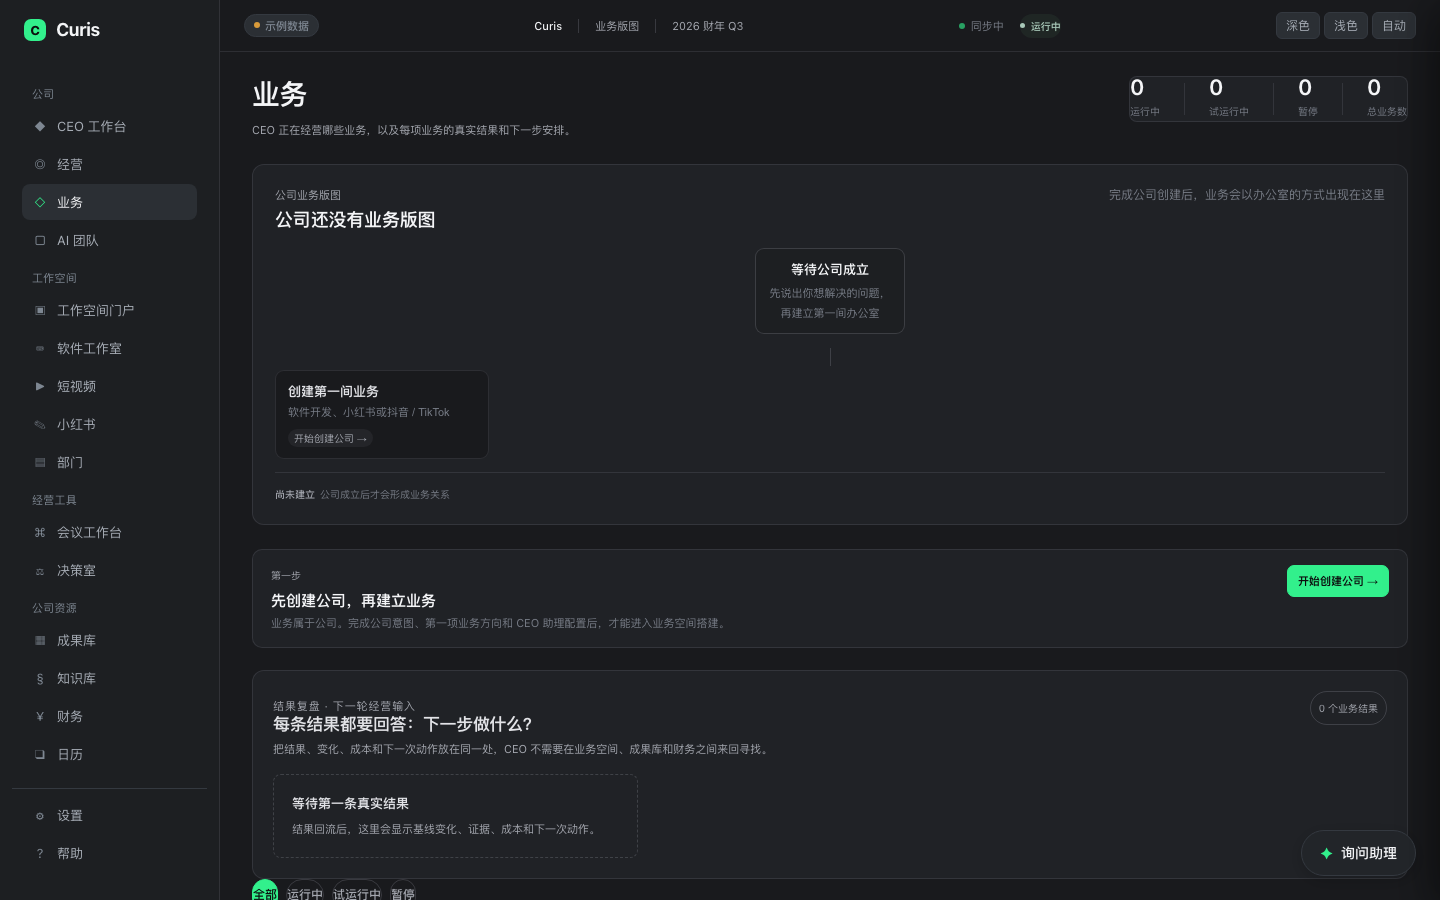 C Curis
公司
CEO 工作台
经营
业务
AI 团队
工作空间
工作空间门户
软件工作室
短视频
小红书
部门
经营工具
会议工作台
决策室
公司资源
成果库
§ 知识库
¥ 财务
日历
设置
? 帮助
示例数据
Curis
业务版图
2026 财年 Q3
同步中
运行中
深色
浅色
自动
业务
CEO 正在经营哪些业务，以及每项业务的真实结果和下一步安排。
0 0 0 0
运行中 试运行中 暂停 总业务数
公司业务版图
完成公司创建后，业务会以办公室的方式出现在这里
公司还没有业务版图
等待公司成立
先说出你想解决的问题，
再建立第一间办公室
创建第一间业务
软件开发、小红书或抖音 / TikTok
开始创建公司 →
尚未建立 公司成立后才会形成业务关系
第一步
先创建公司，再建立业务
业务属于公司。完成公司意图、第一项业务方向和 CEO 助理配置后，才能进入业务空间搭建。
开始创建公司 →
结果复盘 · 下一轮经营输入
每条结果都要回答：下一步做什么？
把结果、变化、成本和下一次动作放在同一处，CEO 不需要在业务空间、成果库和财务之间来回寻找。
0 个业务结果
等待第一条真实结果
结果回流后，这里会显示基线变化、证据、成本和下一次动作。
全部 运行中 试运行中 暂停
询问助理